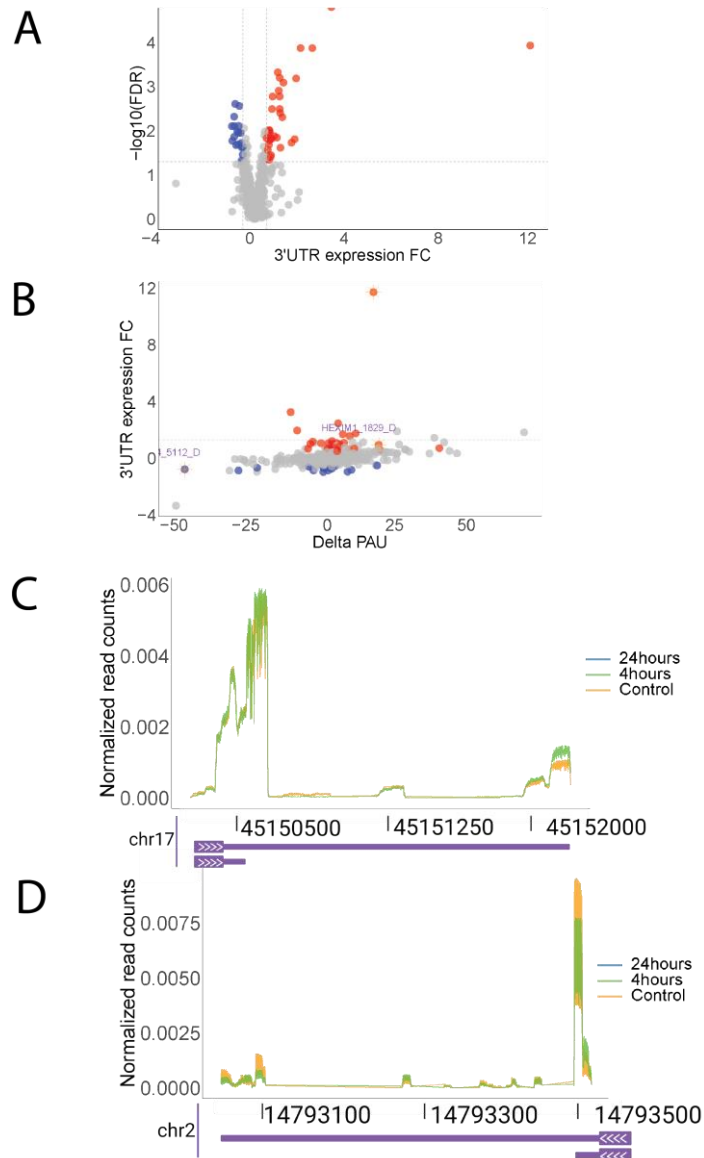 A
−log10(FDR)
4
3
2
1
0
−4
0
4
8
12
3'UTR expression FC
B
3'UTR expression FC
12
8
4
0
−4
HEXIM1_1829_D
I_5112_D
−50
−25
0
25
50
Delta PAU
C
Normalized read counts
0.006
0.004
0.002
0.000
24hours
4hours
Control
chr17
45150500
45151250
45152000
D
Normalized read counts
0.0075
0.0050
0.0025
0.0000
24hours
4hours
Control
chr2
14793100
14793300
14793500